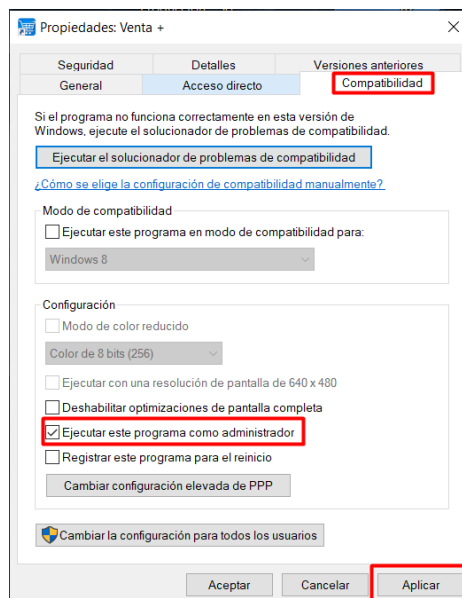 Propiedades: Venta +
Seguridad Detalles Versiones anteriores
General Acceso directo Compatibilidad
Si el programa no funciona correctamente en esta versión de
Windows, ejecute el solucionador de problemas de compatibilidad.
Ejecutar el solucionador de problemas de compatibilidad
¿Cómo se elige la configuración de compatibilidad manualmente?
Modo de compatibilidad
Ejecutar este programa en modo de compatibilidad para:
Windows 8
Configuración
Modo de color reducido
Color de 8 bits (256)
Ejecutar con una resolución de pantalla de 640 x 480
Deshabilitar optimizaciones de pantalla completa
Ejecutar este programa como administrador
Registrar este programa para el reinicio
Cambiar configuración elevada de PPP
Cambiar la configuración para todos los usuarios
Aceptar Cancelar Aplicar